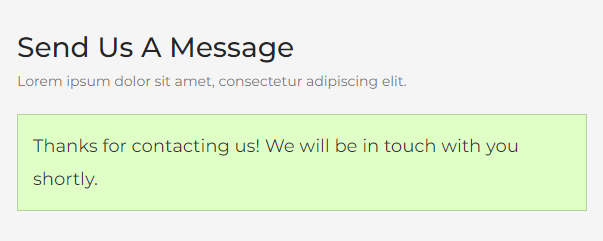 Send Us A Message
Lorem ipsum dolor sit amet, consectetur adipiscing elit.
Thanks for contacting us! We will be in touch with you
shortly.